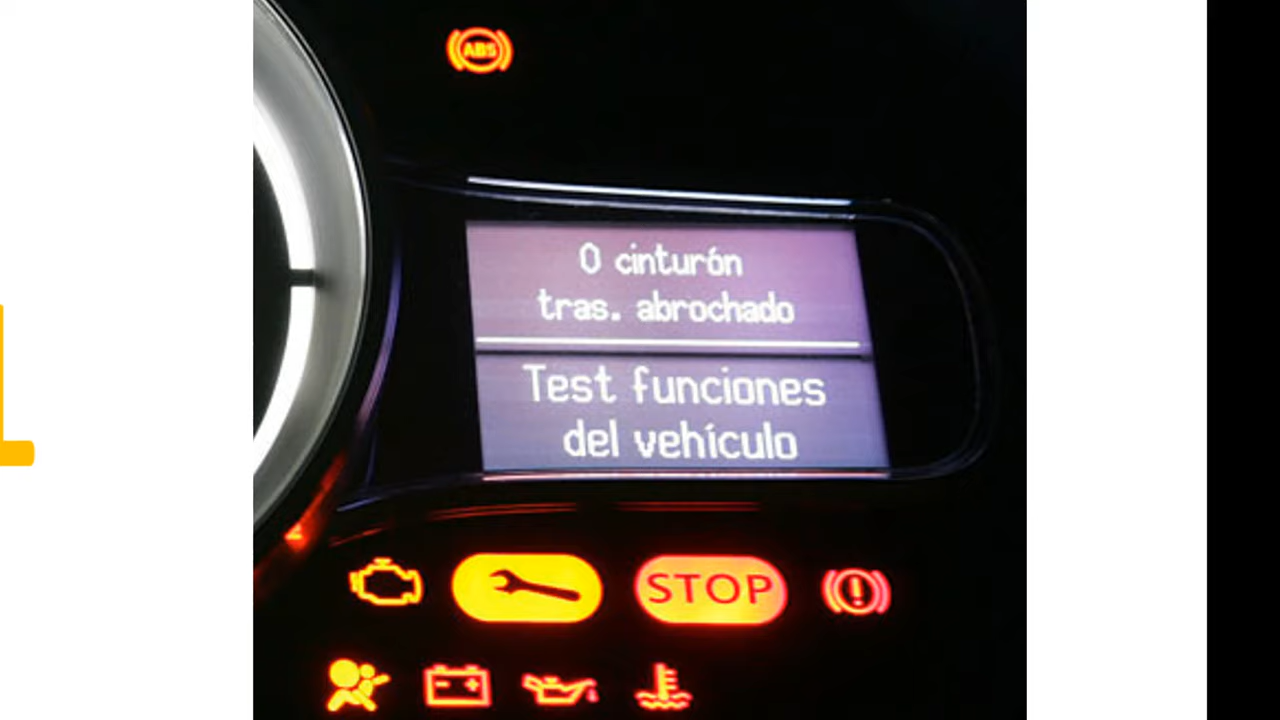 ABS
0 cinturón
tras. abrochado
Test funciones
del vehículo
STOP